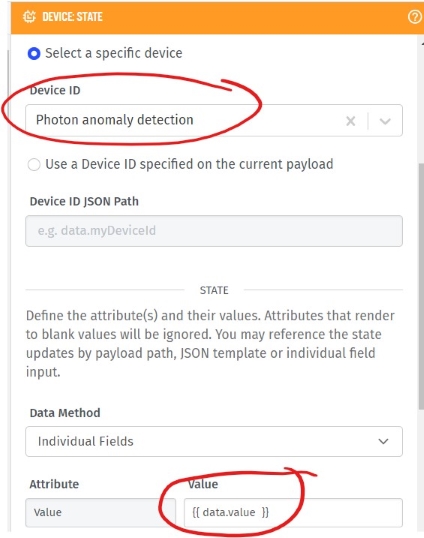 DEVICE: STATE
Select a specific device
Device ID
Photon anomaly detection
Use a Device ID specified on the current payload
Device ID JSON Path
e.g. data.myDeviceId
STATE
Define the attribute(s) and their values. Attributes that render
to blank values will be ignored. You may reference the state
updates by payload path, JSON template or individual field
input.
Data Method
Individual Fields
Attribute
Value
Value
{{ data.value }}